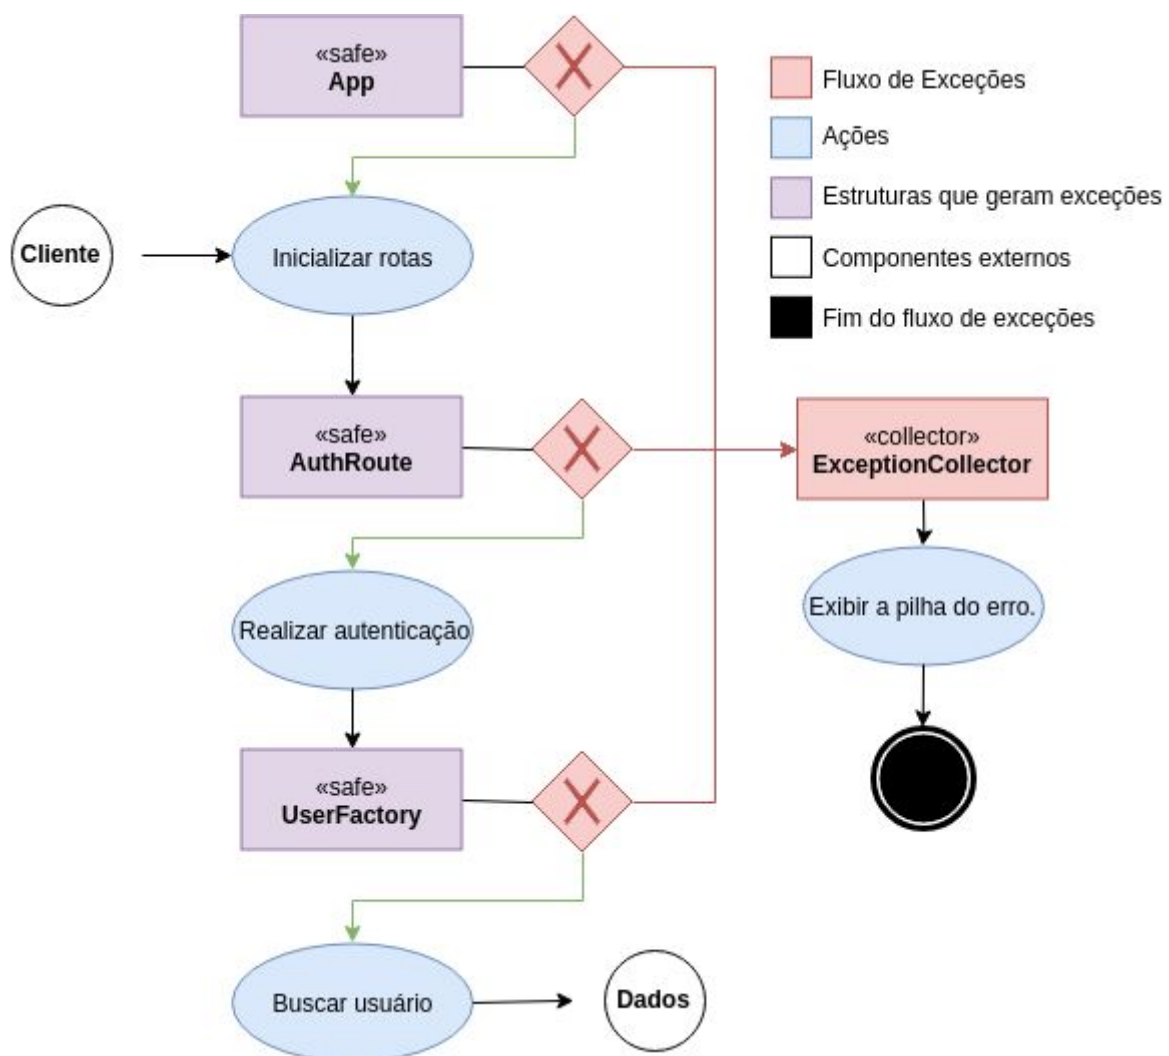 «safe»
App
Fluxo de Exceções
Ações
Estruturas que geram exceções
Componentes externos
Fim do fluxo de exceções
Cliente
Inicializar rotas
«safe»
AuthRoute
«collector»
ExceptionCollector
Realizar autenticação
Exibir a pilha do erro.
«safe»
UserFactory
Buscar usuário
Dados